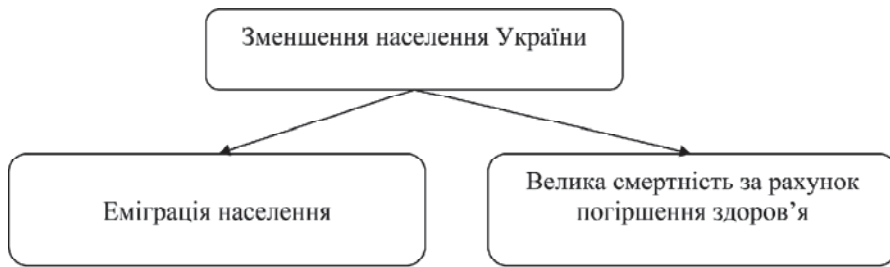 Зменшення населення України
Еміграція населення
Велика смертність за рахунок
погіршення здоров’я